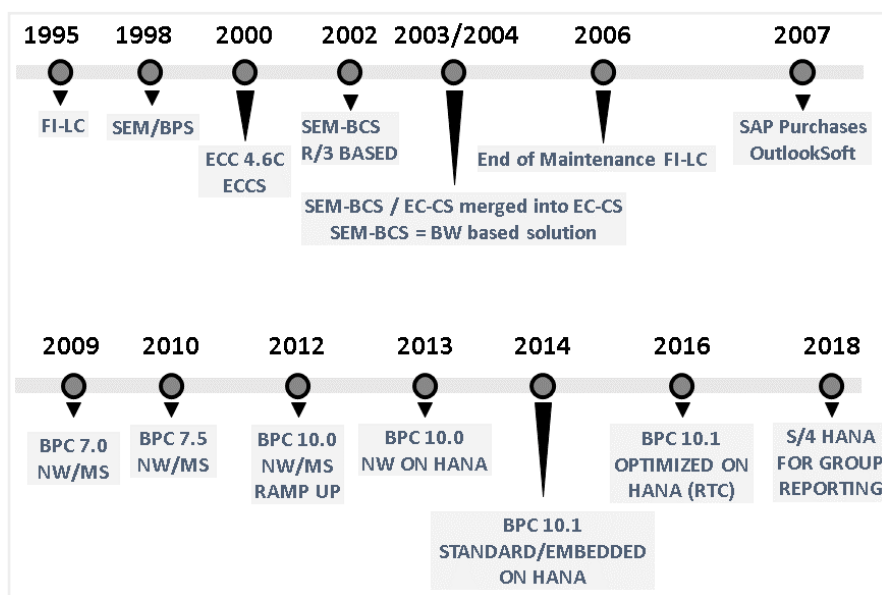 1995 1998 2000 2002 2003/2004 2006 2007
FI-LC
SEM/BPS
ECC 4.6C
ECCS
SEM-BCS
R/3 BASED
SEM-BCS / EC-CS merged into EC-CS
SEM-BCS = BW based solution
End of Maintenance FI-LC
SAP Purchases
OutlookSoft
2009 2010 2012 2013 2014 2016 2018
BPC 7.0
NW/MS
BPC 7.5
NW/MS
BPC 10.0
NW/MS
RAMP UP
BPC 10.0
NW ON HANA
BPC 10.1
STANDARD/EMBEDDED
ON HANA
BPC 10.1
OPTIMIZED ON
HANA (RTC)
S/4 HANA
FOR GROUP
REPORTING